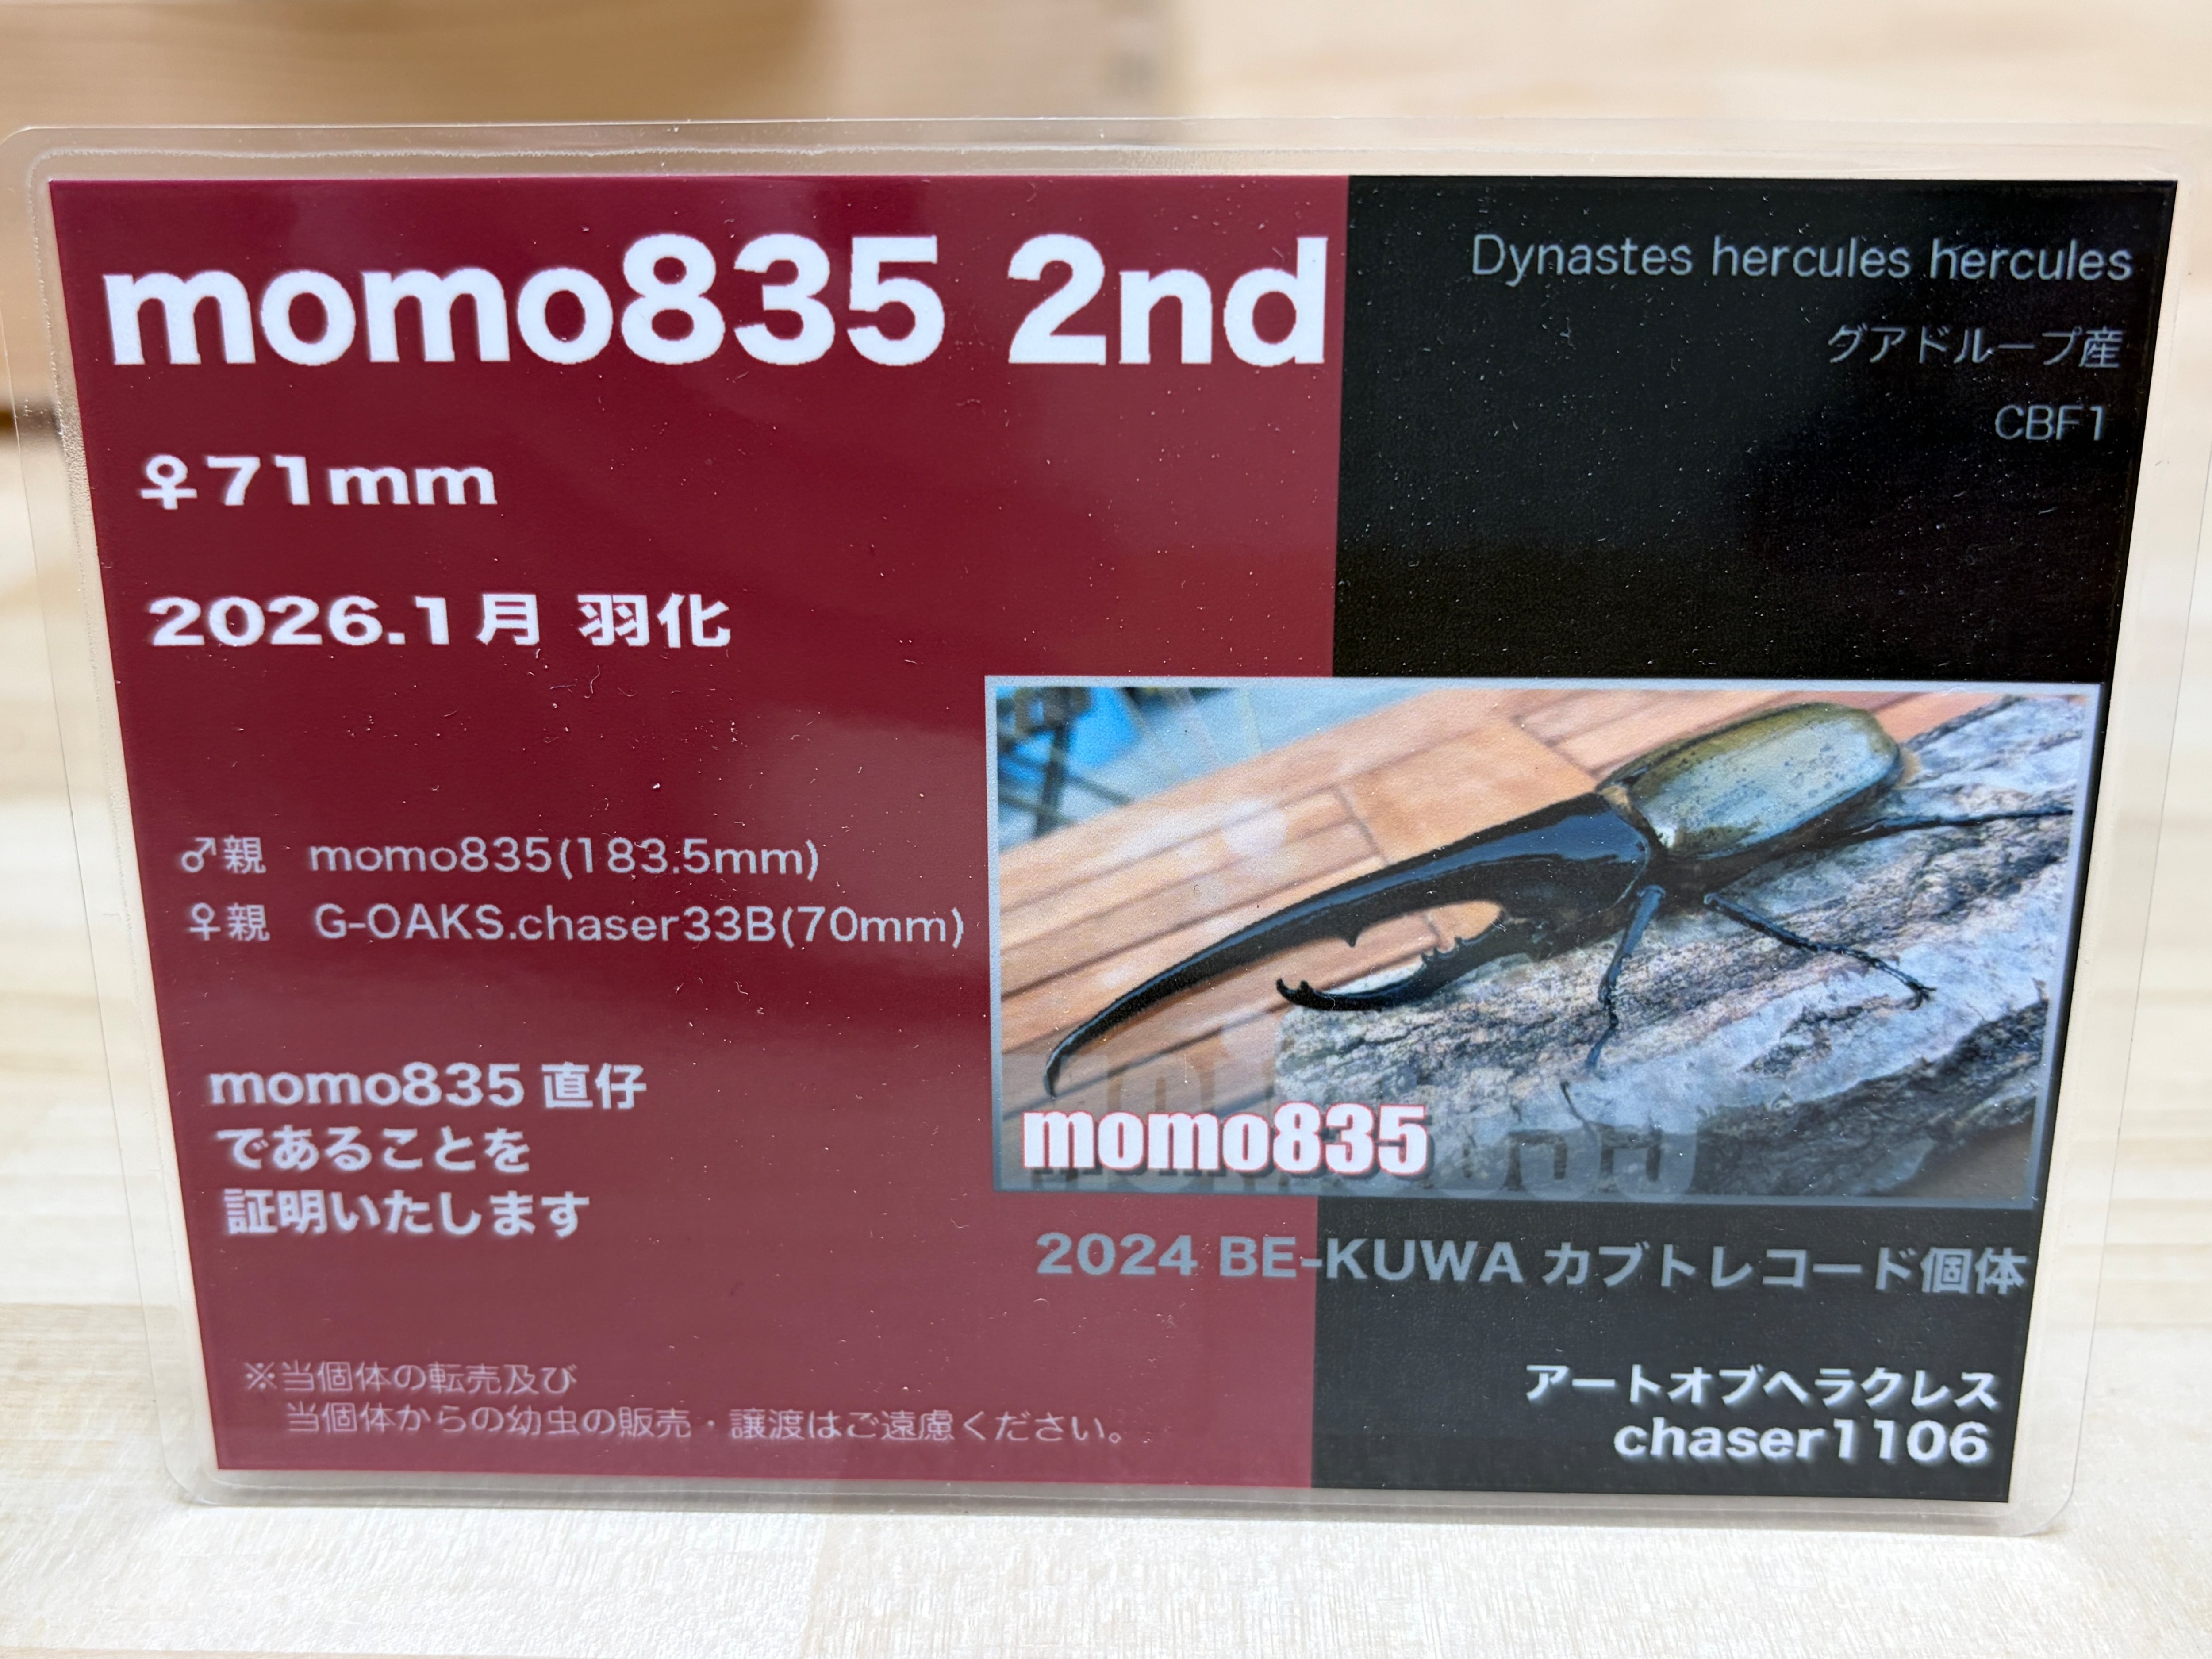 momo835 2nd
♀71mm
2026.1月 羽化
♂親 momo835(183.5mm)
♀親 G-OAKS.chaser33B(70mm)
momo835 直仔
であることを
証明いたします
※当個体の転売及び
当個体からの幼虫の販売・譲渡はご遠慮ください。
Dynastes hercules hercules
グアドループ産
CBF1
momo835
2024 BE-KUWA カブトレコード個体
アートオブヘラクレス
chaser1106